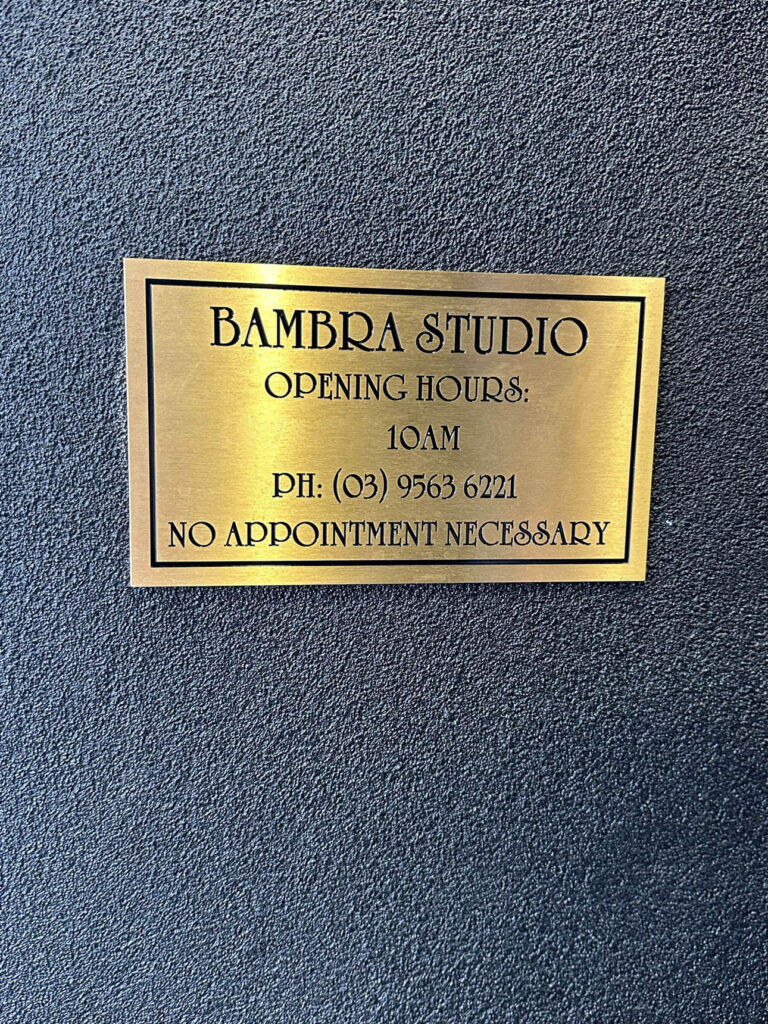 BAMBRA STUDIO
OPENING HOURS:
10AM
PH: (03) 9563 6221
NO APPOINTMENT NECESSARY